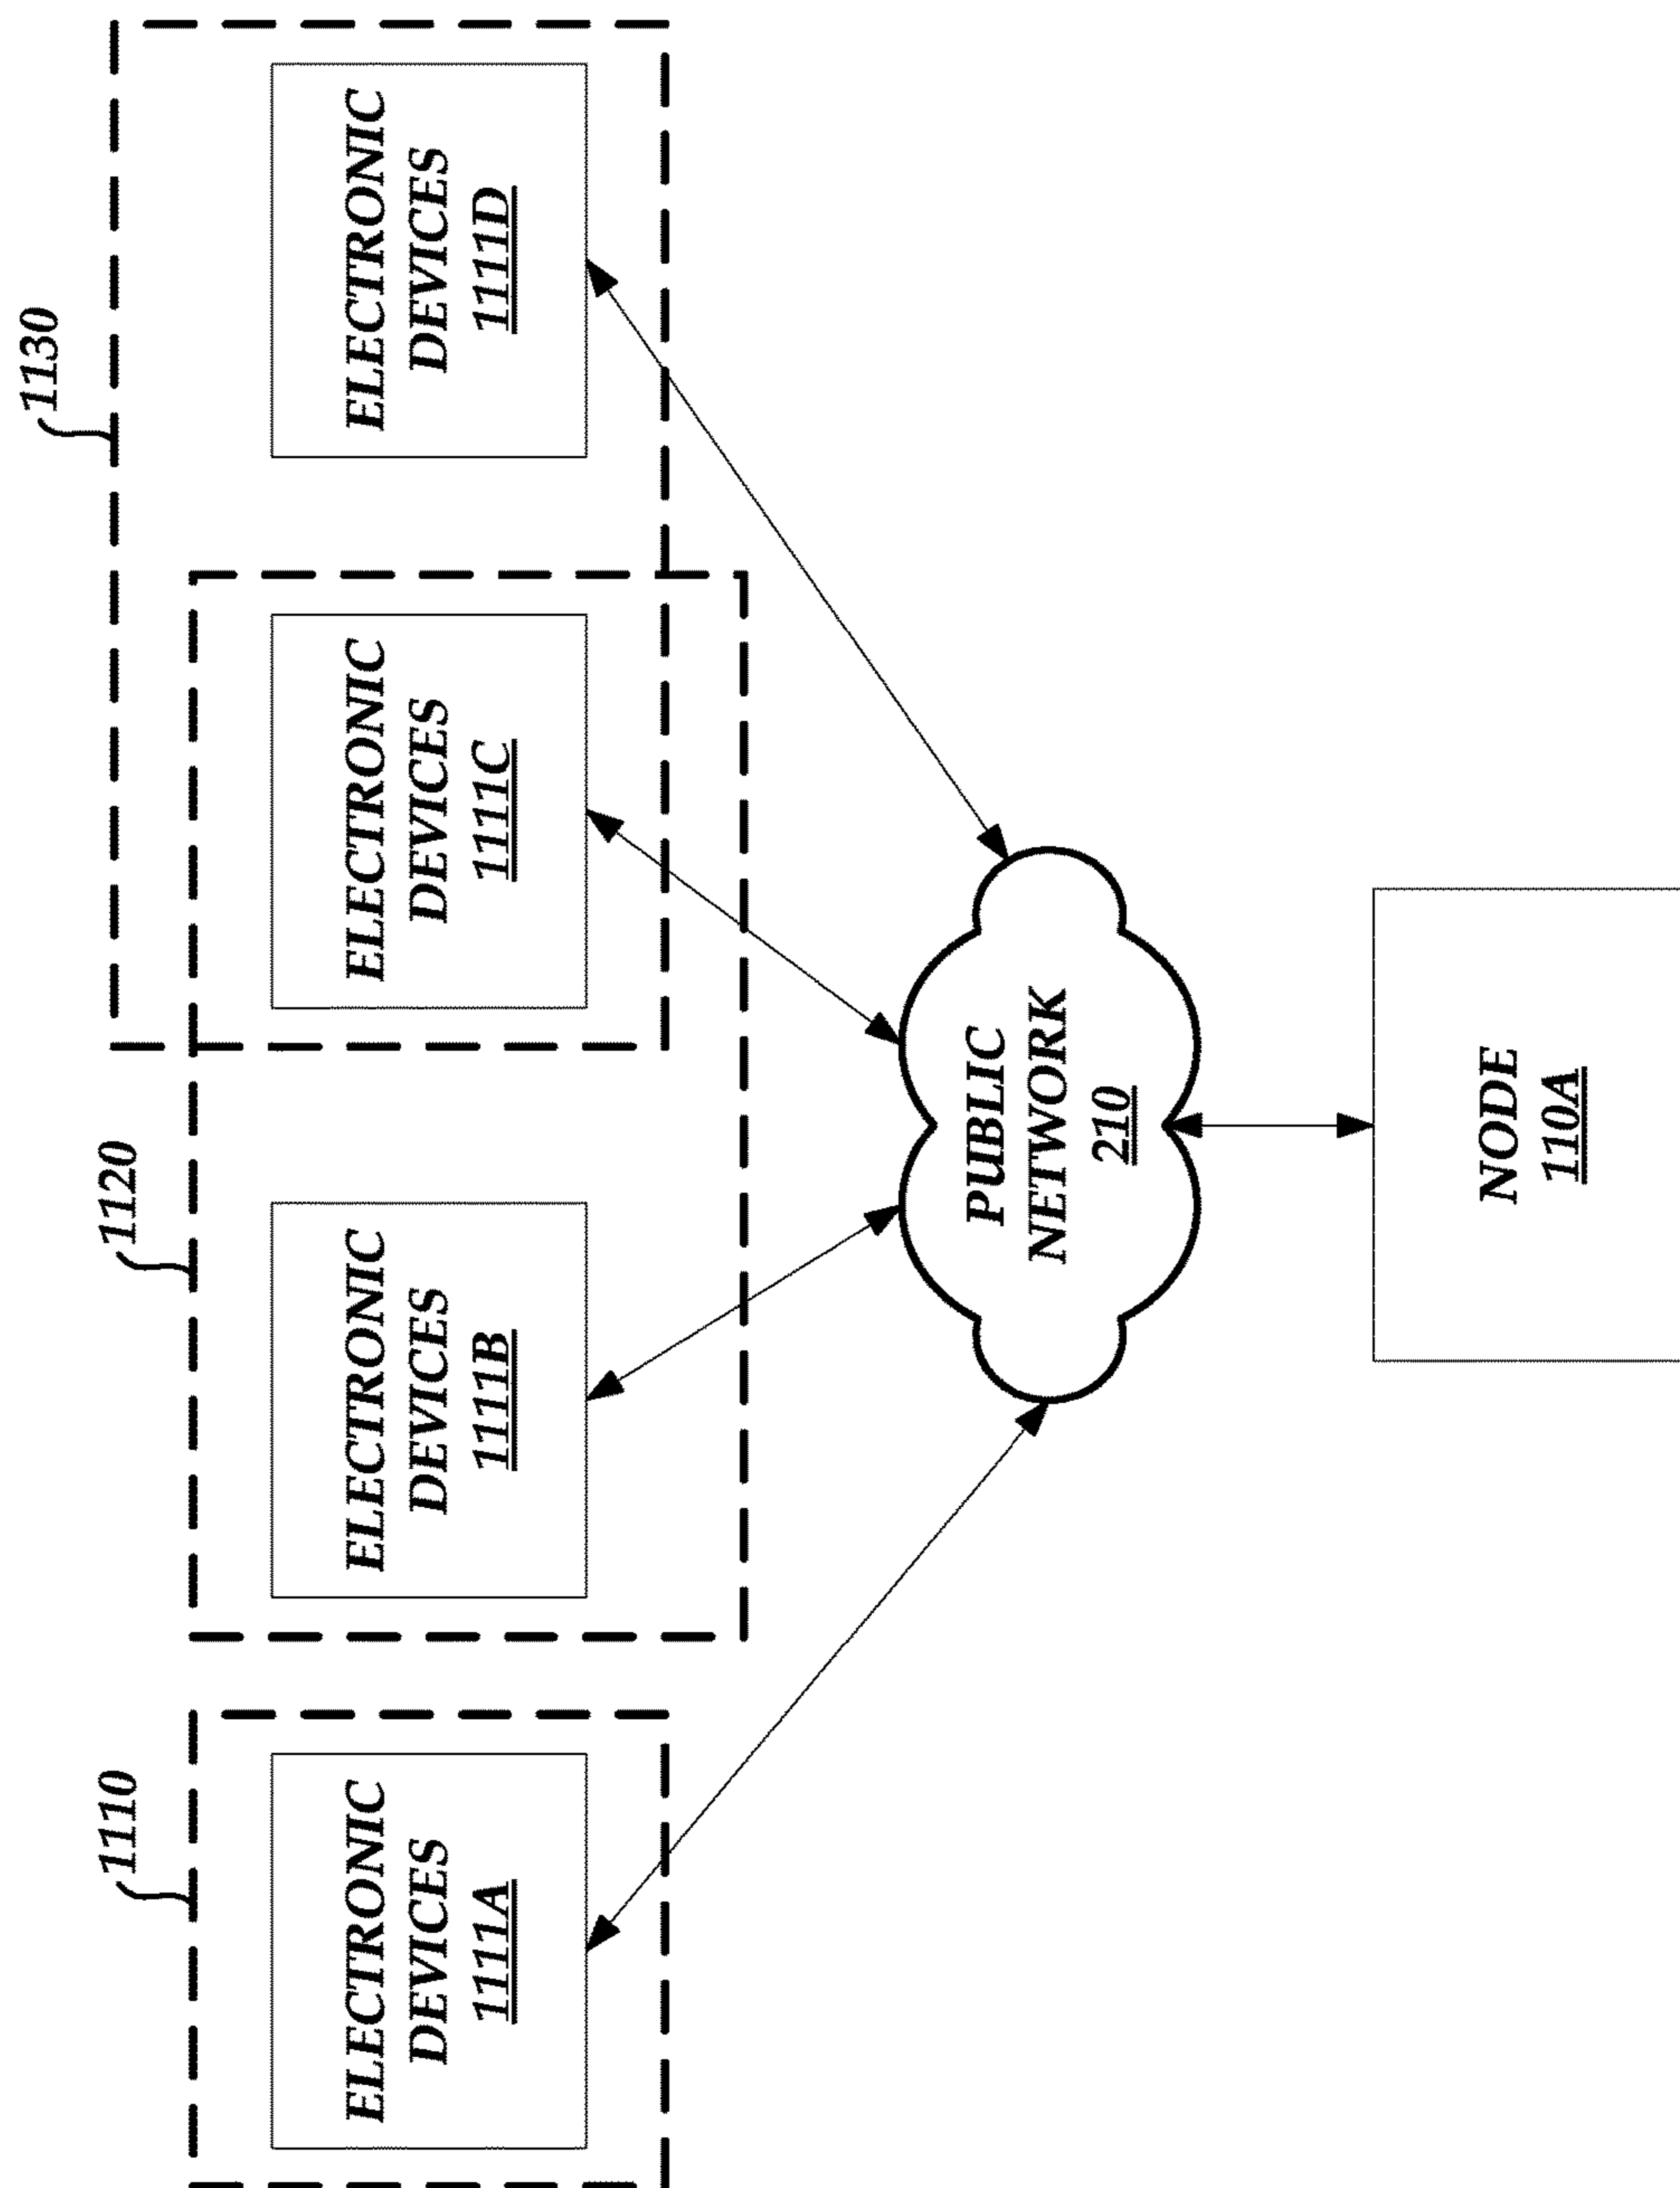 1110
1120
1130
ELECTRONIC
DEVICES
1111A
ELECTRONIC
DEVICES
1111B
ELECTRONIC
DEVICES
1111C
ELECTRONIC
DEVICES
1111D
PUBLIC
NETWORK
210
NODE
110A